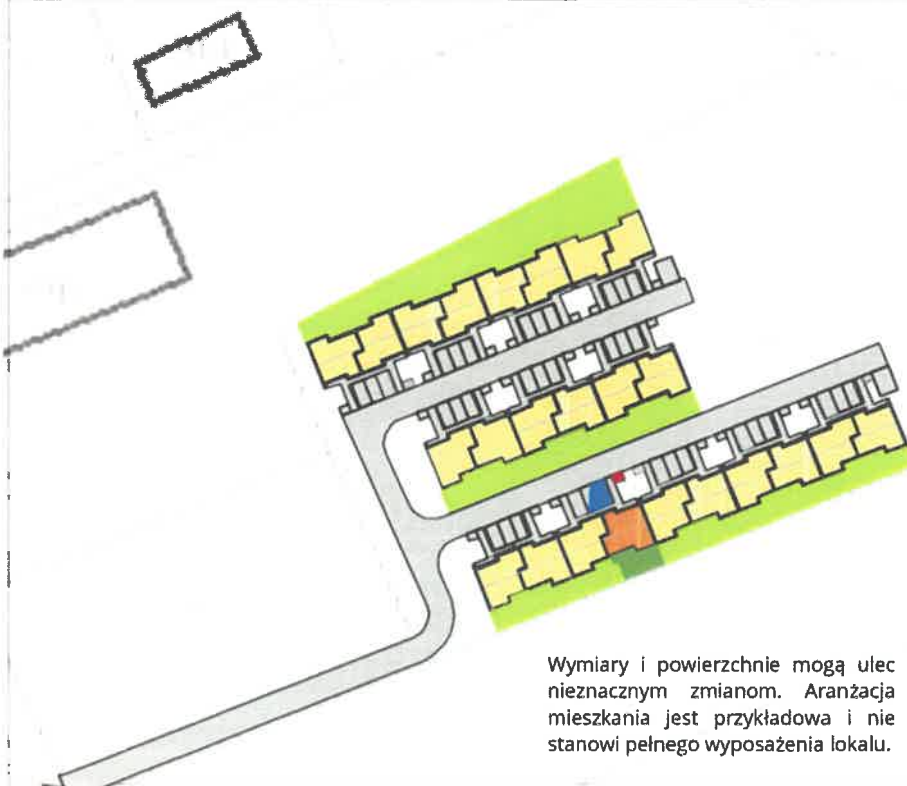 Wymiary i powierzchnie mogą ulec
nieznacznym zmianom. Aranżacja
mieszkania jest przykładowa i nie
stanowi pełnego wyposażenia lokalu.